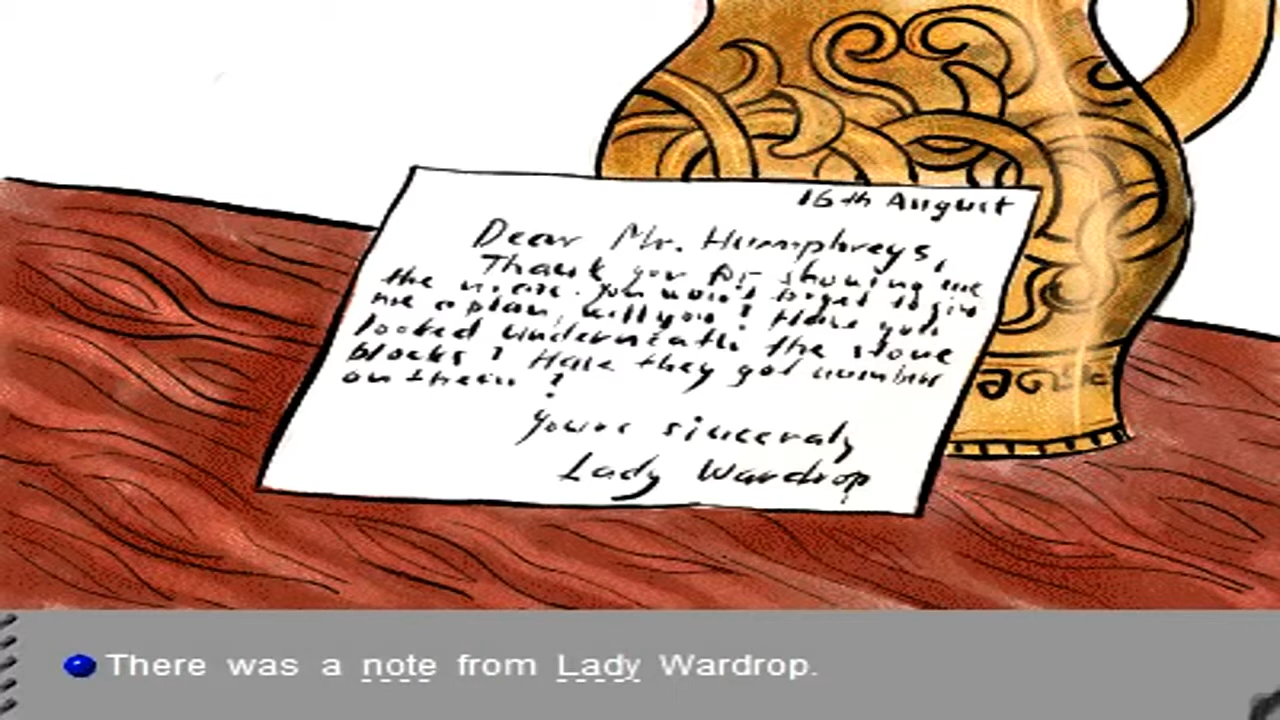 16th August
Dear Mr. Humphreys,
Thank you for showing me
the maze. You won't forget to give
me a plan, will you? Have you
looked underneath the stone
blocks? Have they got number
on them?
Yours sinceraly
Lady Wardrop
There was a note from Lady Wardrop.